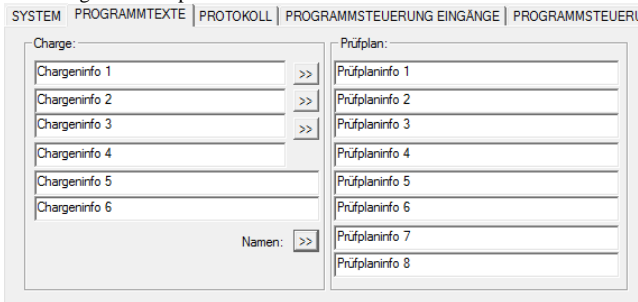 SYSTEM PROGRAMMTEXTE PROTOKOLL PROGRAMMSTEUERUNG EINGÄNGE PROGRAMMSTEUERU
Charge:
Chargeninfo 1 >>
Chargeninfo 2 >>
Chargeninfo 3 >>
Chargeninfo 4
Chargeninfo 5
Chargeninfo 6
Namen: >>
Prüfplan:
Prüfplaninfo 1
Prüfplaninfo 2
Prüfplaninfo 3
Prüfplaninfo 4
Prüfplaninfo 5
Prüfplaninfo 6
Prüfplaninfo 7
Prüfplaninfo 8